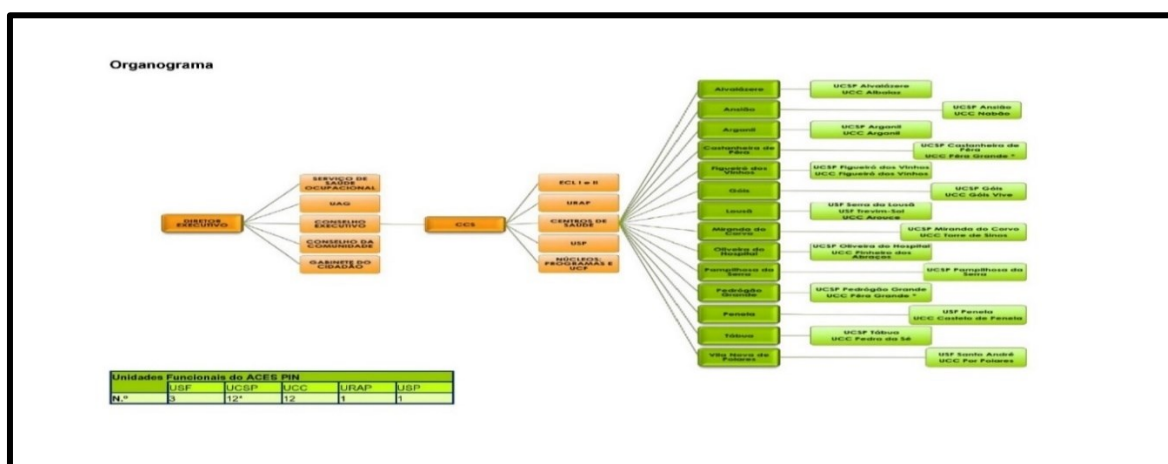 Organograma
DIRETOR
EXECUTIVO
SERVIÇO DE
SAÚDE
OCUPACIONAL
UAG
CONSELHO
EXECUTIVO
CONSELHO DA
COMUNIDADE
GABINETE DO
CIDADÃO
CCS
ECL I e II
URAP
CENTROS DE
SAÚDE
USP
NÚCLEOS:
PROGRAMAS E
UCF
Alvaiázere
UCSP Alvaiázere
UCC Albaiaz
Ansião
UCSP Ansião
UCC Nabão
Arganil
UCSP Arganil
UCC Arganil
Castanheira de
Pêra
UCSP Castanheira de
Pêra
UCC Pêra Grande *
Figueiró dos
Vinhos
UCSP Figueiró dos Vinhos
UCC Figueiró dos Vinhos
Góis
UCSP Góis
UCC Góis Vive
Lousã
USF Serra da Lousã
USF Trevim-Sol
UCC Arouce
Miranda do
Corvo
UCSP Miranda do Corvo
UCC Torre de Sinos
Oliveira do
Hospital
UCSP Oliveira do Hospital
UCC Pinheiro dos
Abraços
Pampilhosa da
Serra
UCSP Pampilhosa da
Serra
Pedrógão
Grande
UCSP Pedrógão Grande
UCC Pêra Grande *
Penela
USF Penela
UCC Castelo de Penela
Tábua
UCSP Tábua
UCC Pedra da Sé
Vila Nova de
Poiares
USF Santo André
UCC Por Poiares
Unidades Funcionais do ACES PIN
USF UCSP UCC URAP USP
N.º 3 12* 12 1 1